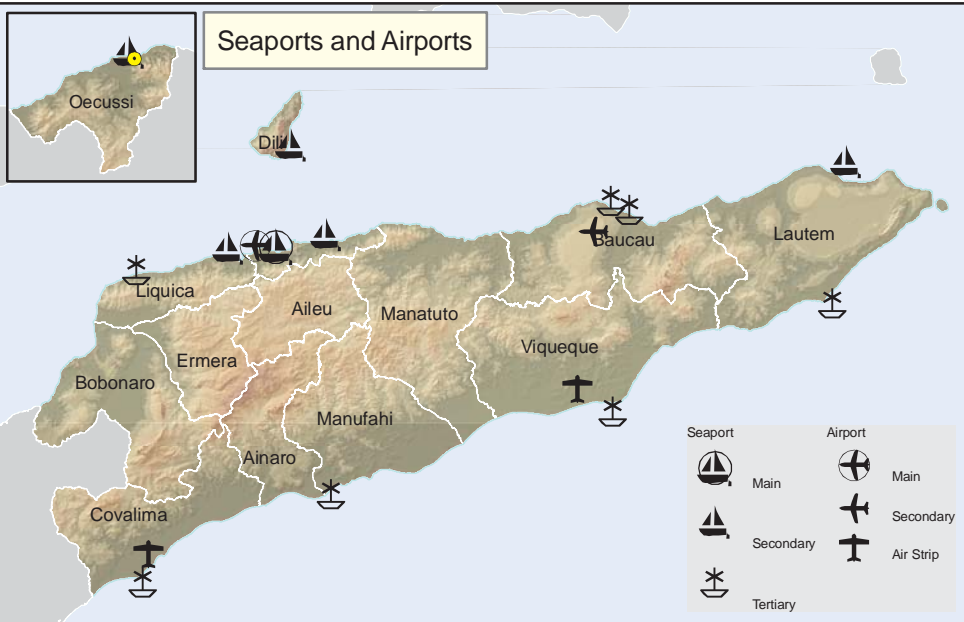 Seaports and Airports
Oecussi
Dili
Baucau
Lautem
Liquica
Aileu
Manatuto
Ermera
Viqueque
Bobonaro
Manufahi
Ainaro
Covalima
Seaport Airport
Main Main
Secondary Secondary
Air Strip
Tertiary